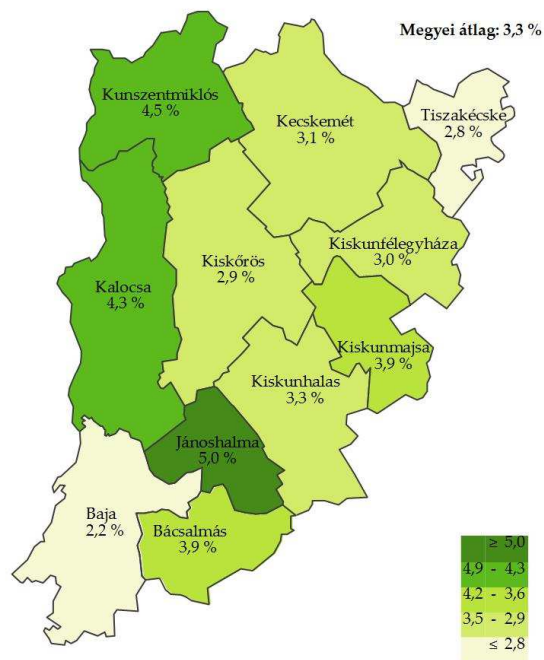 Megyei átlag: 3,3 %
Kunszentmiklós
4,5 %
Kecskemét
3,1 %
Tiszakécske
2,8 %
Kiskunfélegyháza
3,0 %
Kiskőrös
2,9 %
Kalocsa
4,3 %
Kiskunmajsa
3,9 %
Kiskunhalas
3,3 %
Jánoshalma
5,0 %
Baja
2,2 %
Bácsalmás
3,9 %
≥ 5,0
4,9 - 4,3
4,2 - 3,6
3,5 - 2,9
≤ 2,8